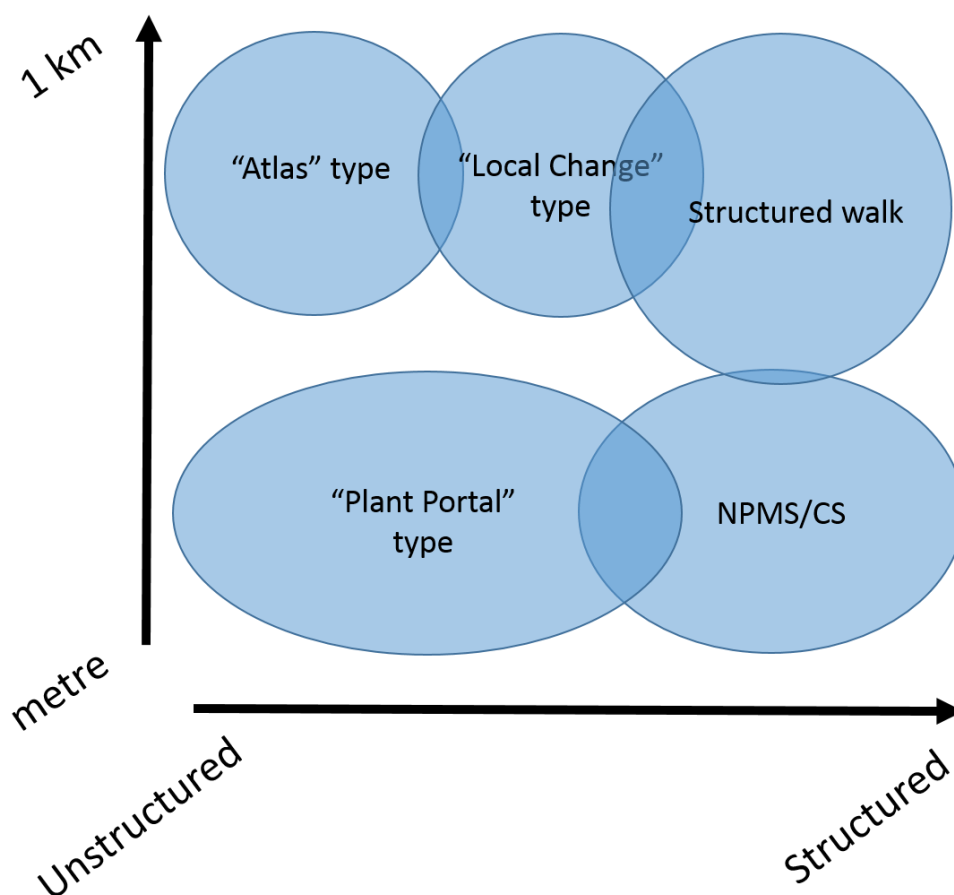 1 km
“Atlas” type
“Local Change”
type
Structured walk
“Plant Portal”
type
NPMS/CS
metre
Unstructured
Structured